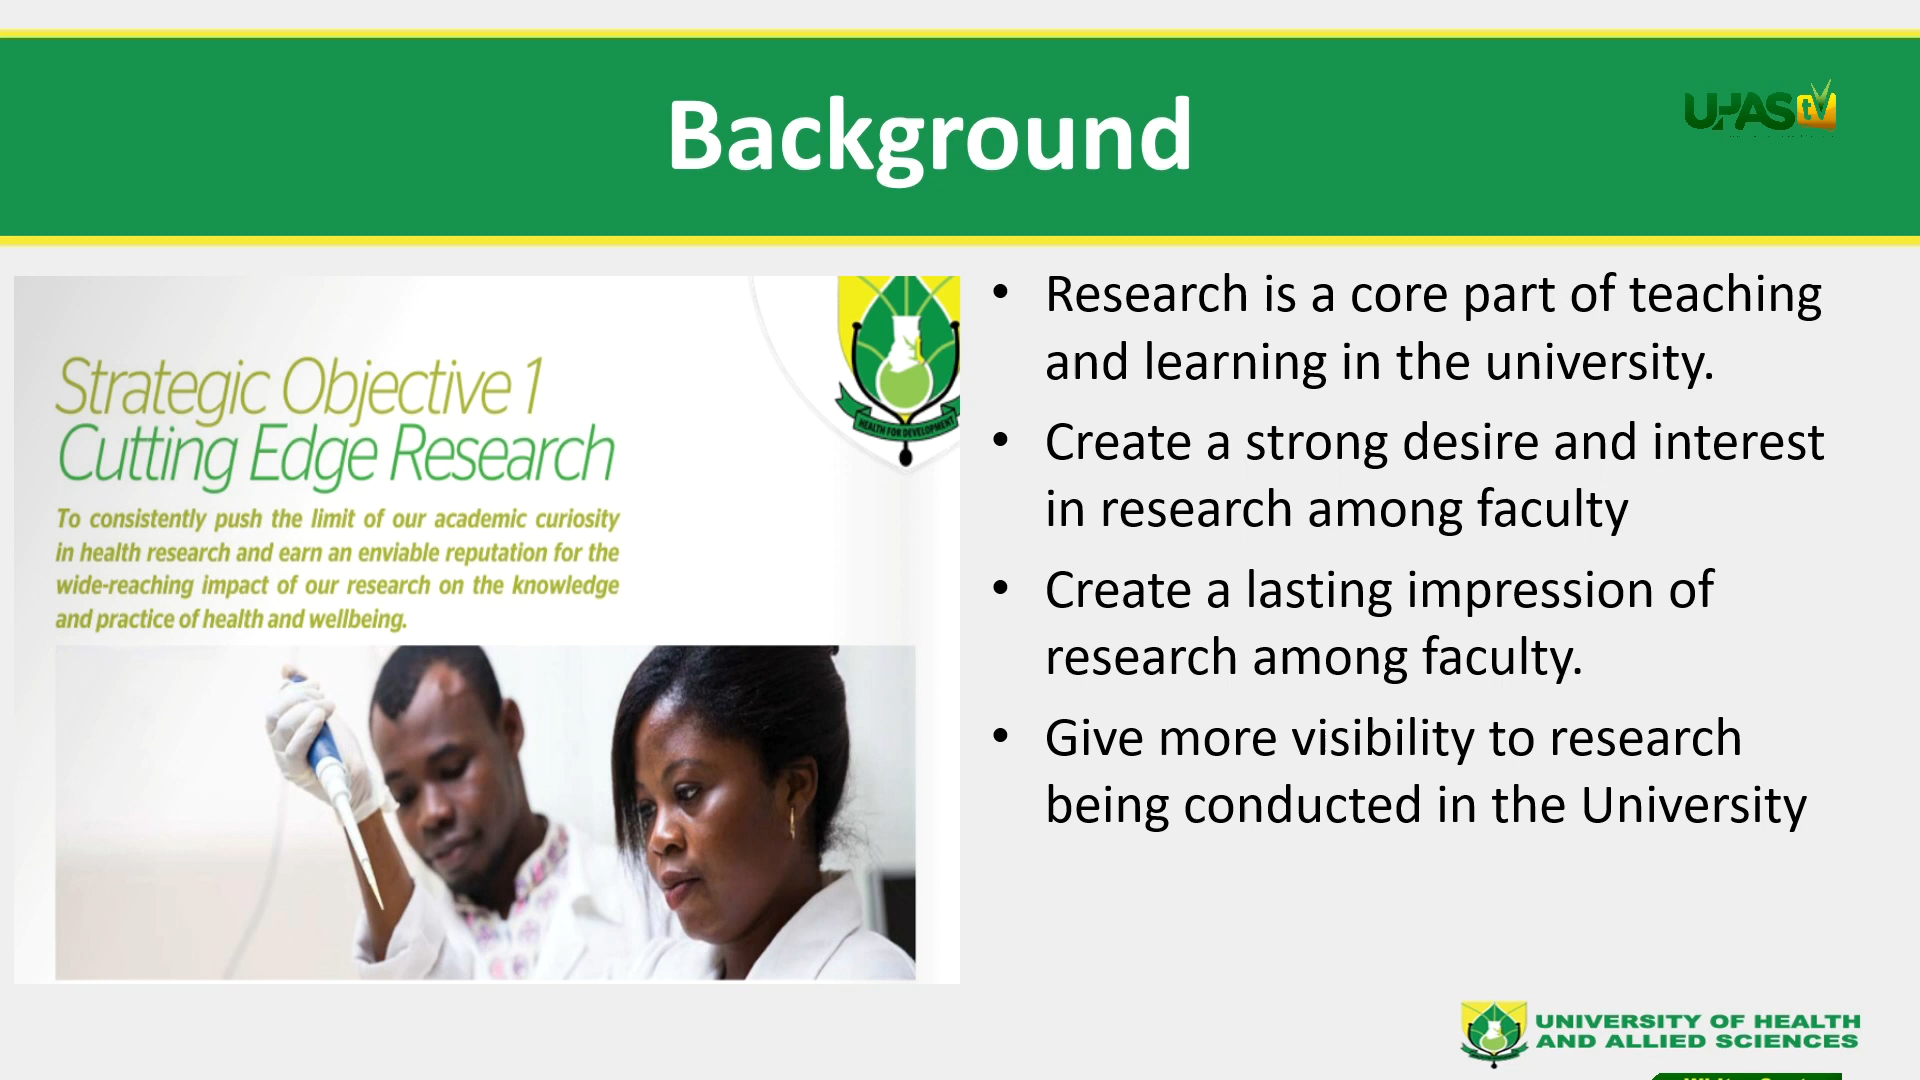 Background
UHAS tv
Strategic Objective 1
Cutting Edge Research
To consistently push the limit of our academic curiosity
in health research and earn an enviable reputation for the
wide-reaching impact of our research on the knowledge
and practice of health and wellbeing.
HEALTH FOR DEVELOPMENT
• Research is a core part of teaching
and learning in the university.
• Create a strong desire and interest
in research among faculty
• Create a lasting impression of
research among faculty.
• Give more visibility to research
being conducted in the University
UNIVERSITY OF HEALTH
AND ALLIED SCIENCES